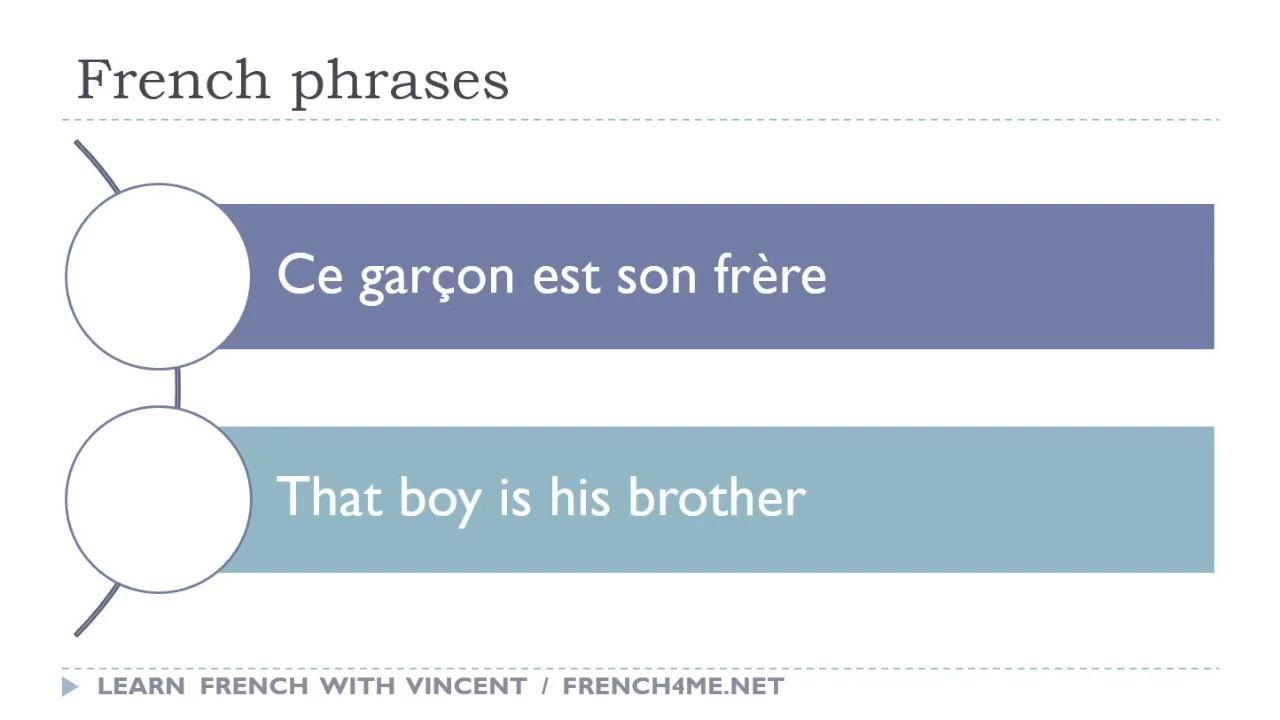 French phrases
Ce garçon est son frère
That boy is his brother
LEARN FRENCH WITH VINCENT / FRENCH4ME.NET